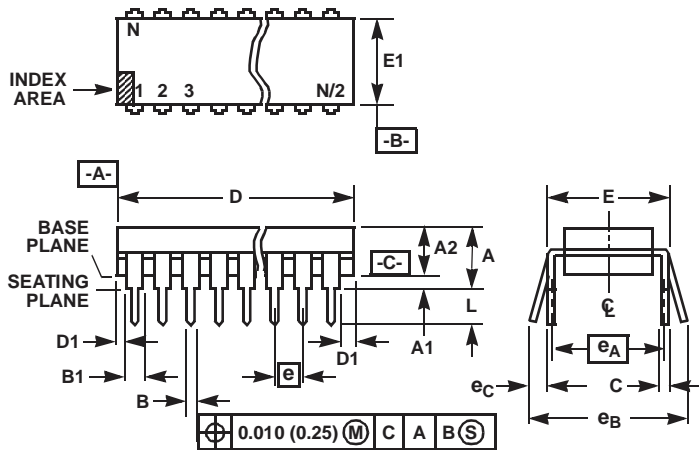 N
E1
INDEX
AREA
1 2 3 N/2
-B-
-A-
D
E
BASE
PLANE
A2
A
-C-
SEATING
PLANE
L
C
L
D1
A1
D1
eA
B1
e
eC
C
B
eB
0.010 (0.25) M C A B S